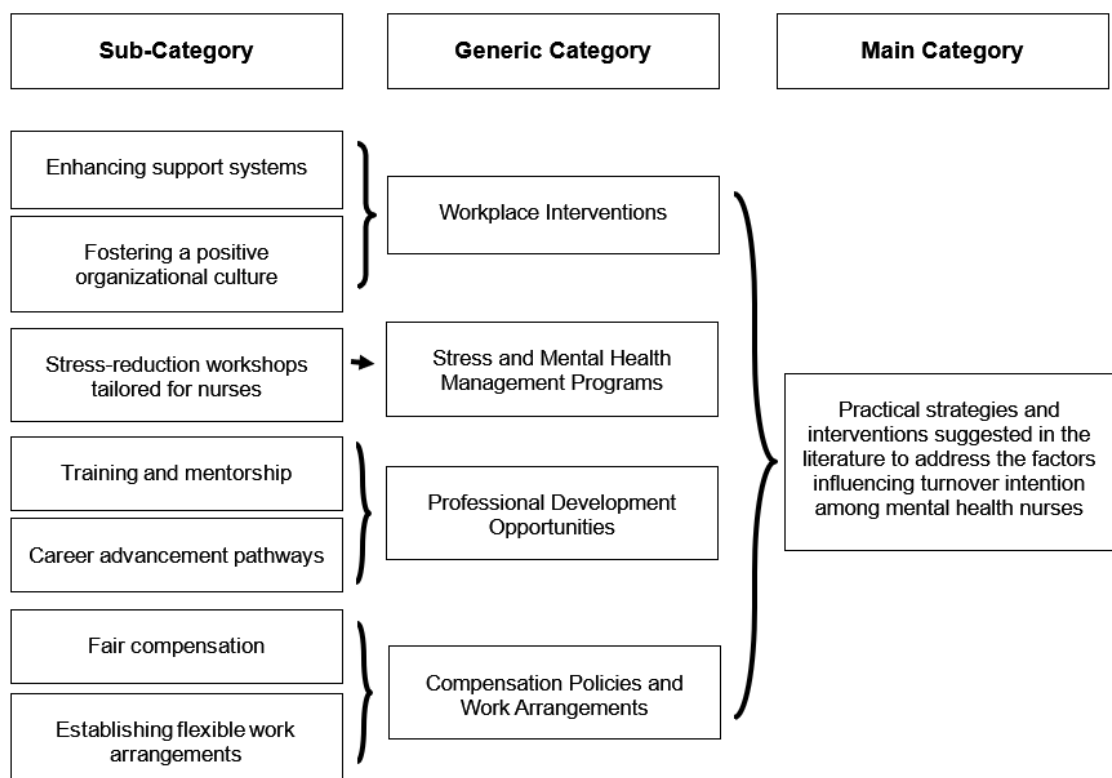 Sub-Category
Generic Category
Main Category
Enhancing support systems
Fostering a positive
organizational culture
Workplace Interventions
Stress-reduction workshops
tailored for nurses
Stress and Mental Health
Management Programs
Training and mentorship
Career advancement pathways
Professional Development
Opportunities
Fair compensation
Establishing flexible work
arrangements
Compensation Policies and
Work Arrangements
Practical strategies and
interventions suggested in the
literature to address the factors
influencing turnover intention
among mental health nurses